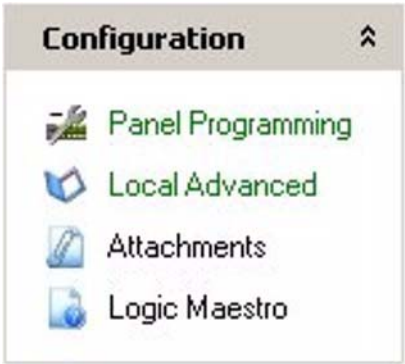 Configuration
Panel Programming
Local Advanced
Attachments
Logic Maestro